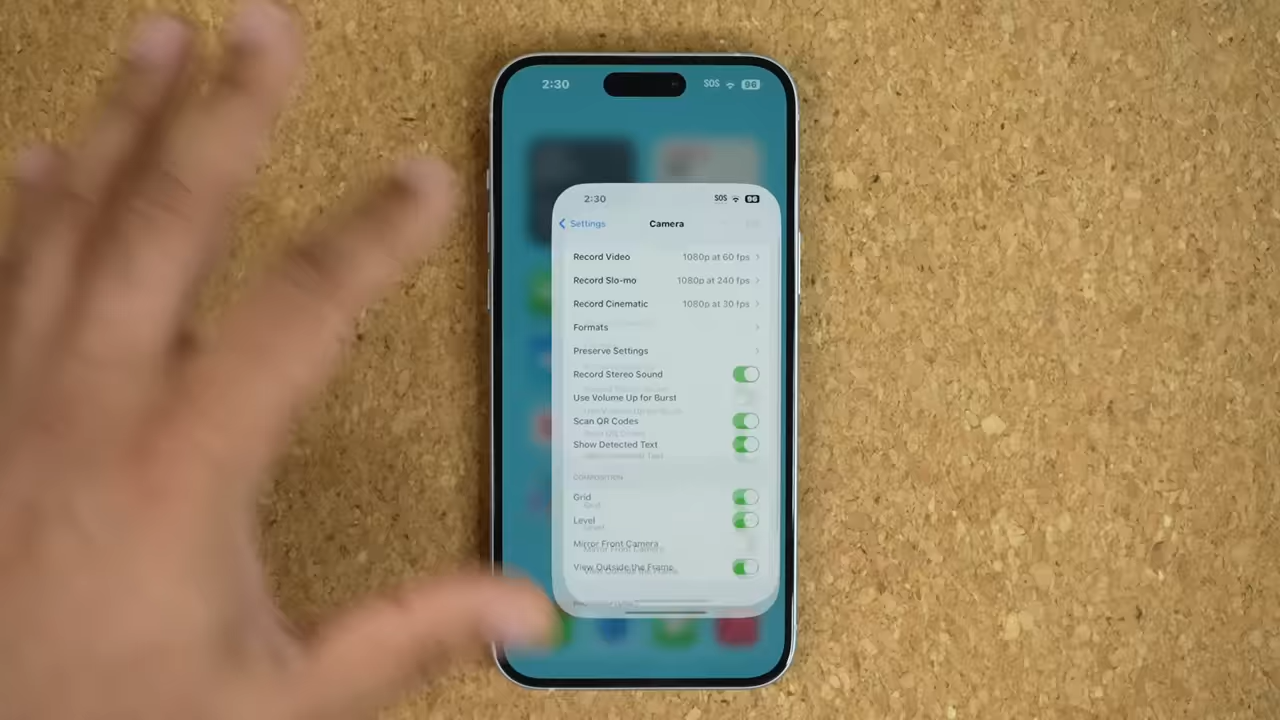 2:30 SOS 96
2:30 SOS 96
Settings Camera
Record Video 1080p at 60 fps
Record Slo-mo 1080p at 240 fps
Record Cinematic 1080p at 30 fps
Formats
Preserve Settings
Record Stereo Sound
Use Volume Up for Burst
Scan QR Codes
Show Detected Text
COMPOSITION
Grid
Level
Mirror Front Camera
View Outside the Frame